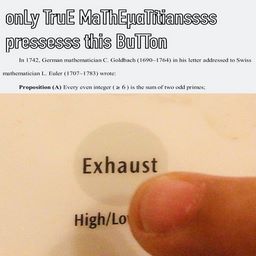 onLy TruE MaThEμαTiTianssss
pressesss this BuTTon
In 1742, German mathematician C. Goldbach (1690–1764) in his letter addressed to Swiss
mathematician L. Euler (1707–1783) wrote:
Proposition (A) Every even integer (≥ 6) is the sum of two odd primes;
Exhaust
High/Lo